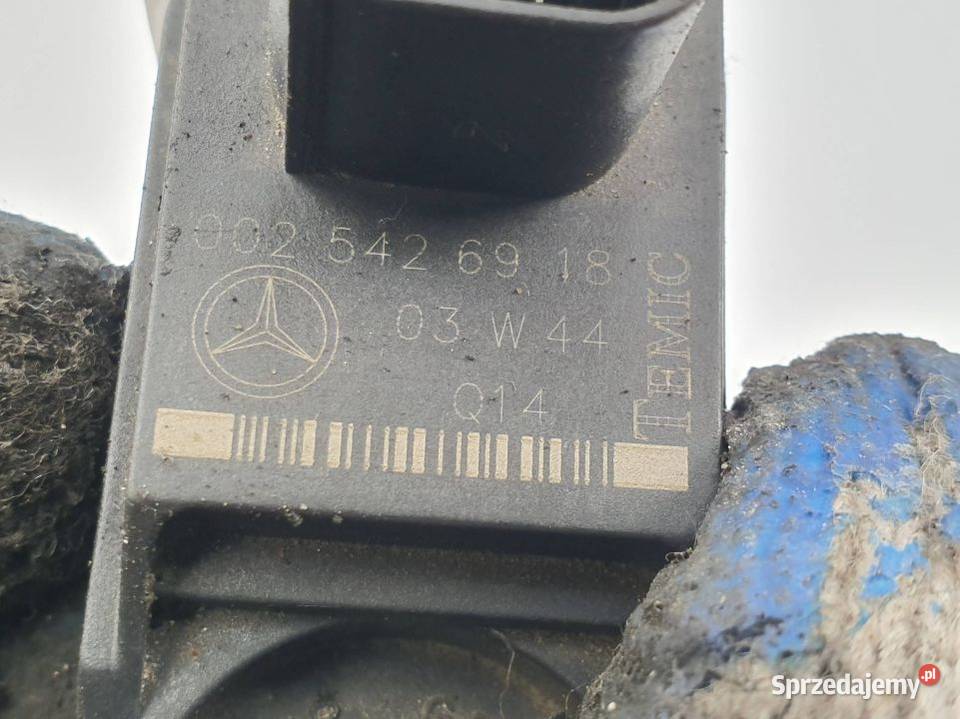 002 542 69 18
03 W 44
Q14
TEMIC
Sprzedajemy.pl